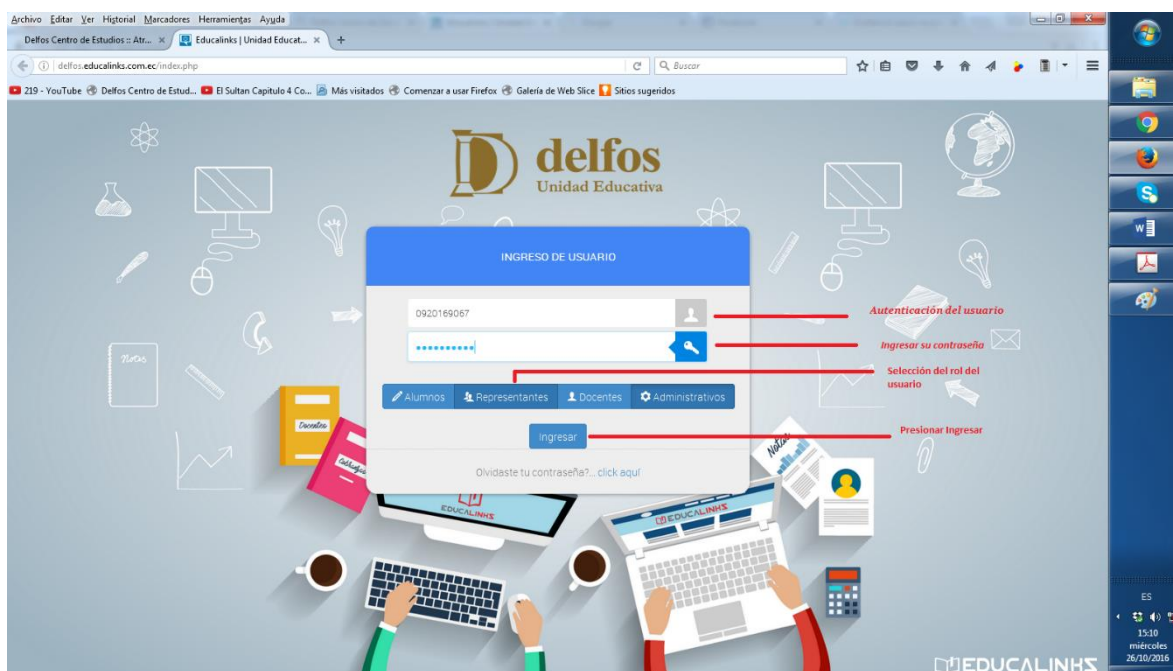 Archivo Editar Ver Historial Marcadores Herramientas Ayuda
Delfos Centro de Estudios :: Atr... × Educalinks | Unidad Educat... × +
delfos.educalinks.com.ec/index.php
Buscar
219 - YouTube Delfos Centro de Estud... El Sultan Capitulo 4 Co... Más visitados Comenzar a usar Firefox Galería de Web Slice Sitios sugeridos
delfos
Unidad Educativa
INGRESO DE USUARIO
0920169067
Autenticación del usuario
Ingresar su contraseña
Selección del rol del
usuario
Alumnos Representantes Docentes Administrativos
Ingresar
Presionar Ingresar
Olvidaste tu contraseña?... click aquí
Notas
Docentes
Notas
EDUCALINKS
EDUCALINKS
EDUCALINKS
ES
15:10
miércoles
26/10/2016